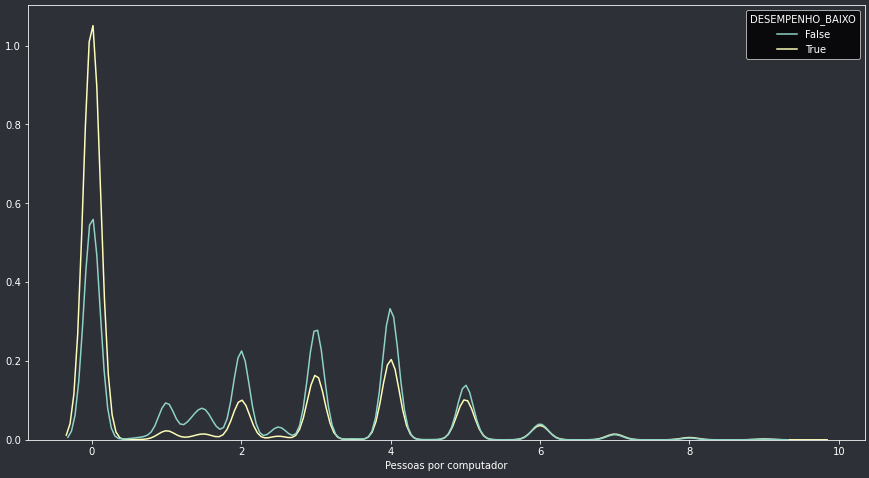 DESEMPENHO_BAIXO
False
True
1.0
0.8
0.6
0.4
0.2
0.0
0 2 4 6 8 10
Pessoas por computador